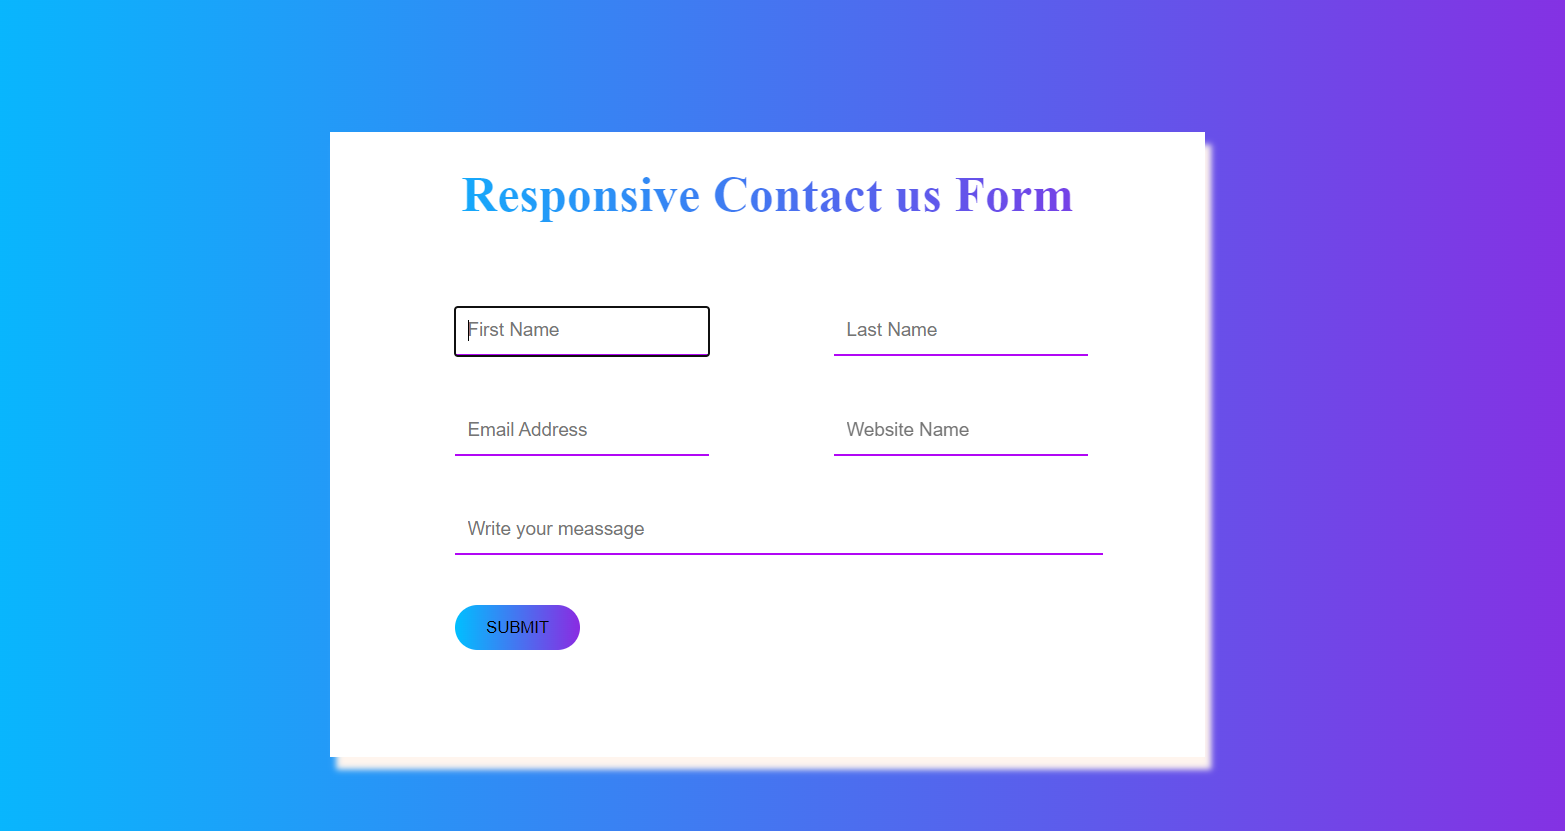 Responsive Contact us Form
First Name
Last Name
Email Address
Website Name
Write your meassage
SUBMIT